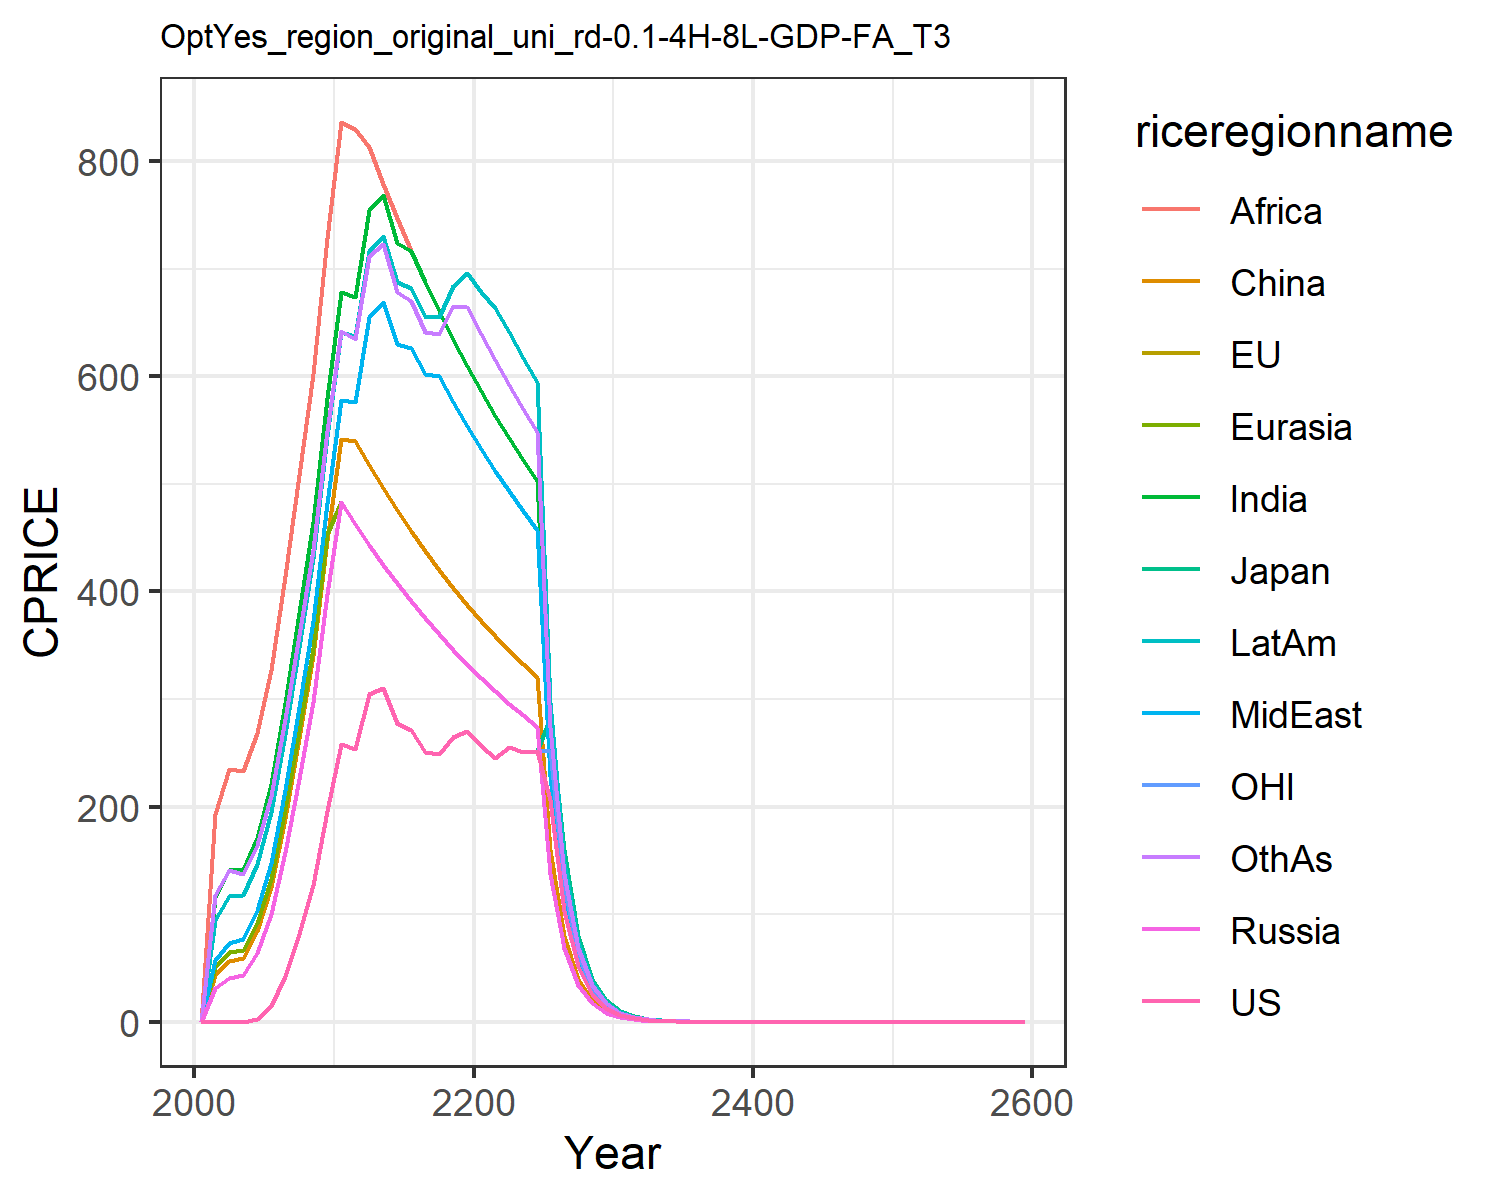 OptYes_region_original_uni_rd-0.1-4H-8L-GDP-FA_T3
CPRICE
800
600
400
200
0
2000
2200
2400
2600
Year
riceregionname
Africa
China
EU
Eurasia
India
Japan
LatAm
MidEast
OHI
OthAs
Russia
US